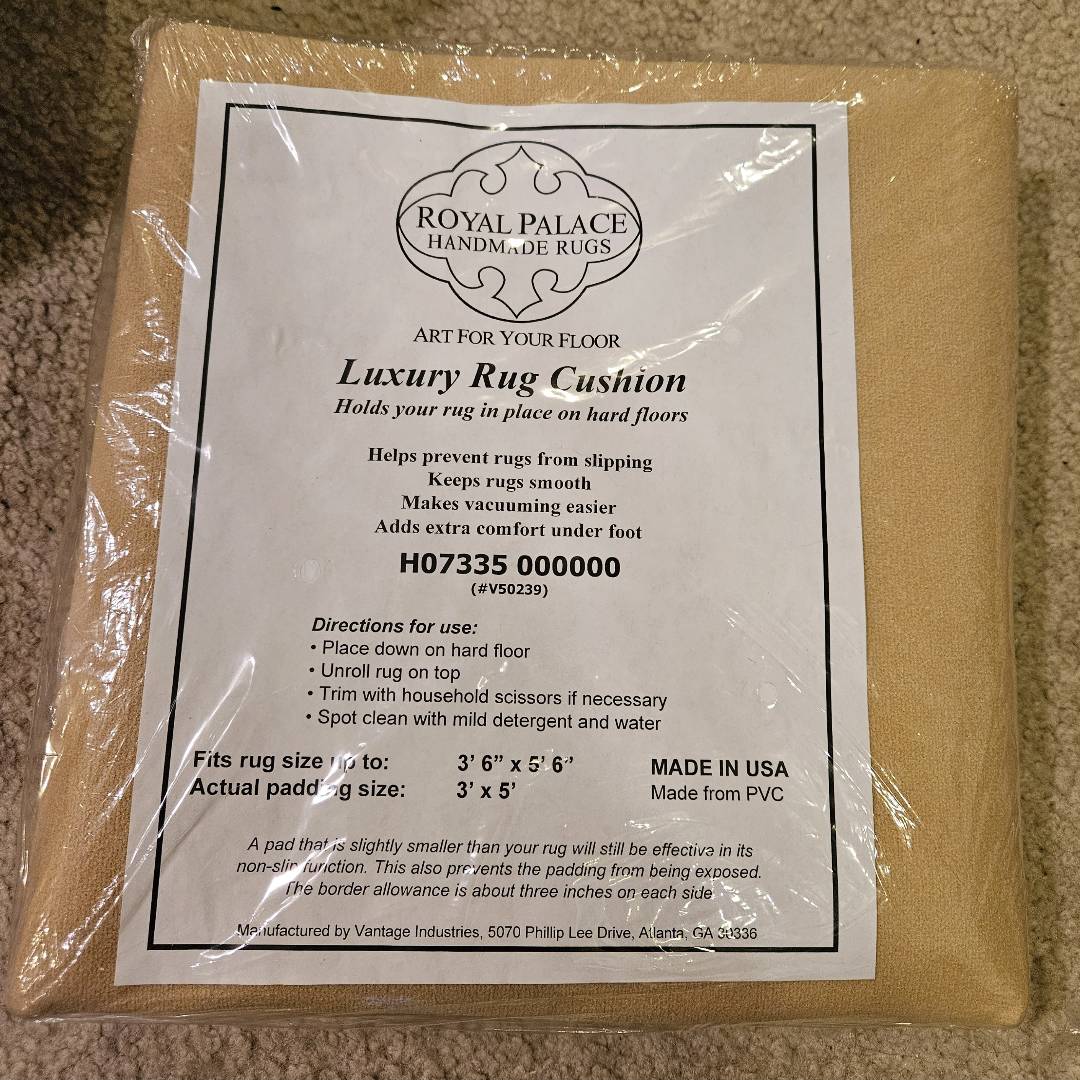 ROYAL PALACE
HANDMADE RUGS
ART FOR YOUR FLOOR
Luxury Rug Cushion
Holds your rug in place on hard floors
Helps prevent rugs from slipping
Keeps rugs smooth
Makes vacuuming easier
Adds extra comfort under foot
H07335 000000
(#V50239)
Directions for use:
• Place down on hard floor
• Unroll rug on top
• Trim with household scissors if necessary
• Spot clean with mild detergent and water
Fits rug size up to: 3' 6" x 5' 6"
Actual padding size: 3' x 5'
MADE IN USA
Made from PVC
A pad that is slightly smaller than your rug will still be effective in its
non-slip function. This also prevents the padding from being exposed.
The border allowance is about three inches on each side
Manufactured by Vantage Industries, 5070 Phillip Lee Drive, Atlanta, GA 30336